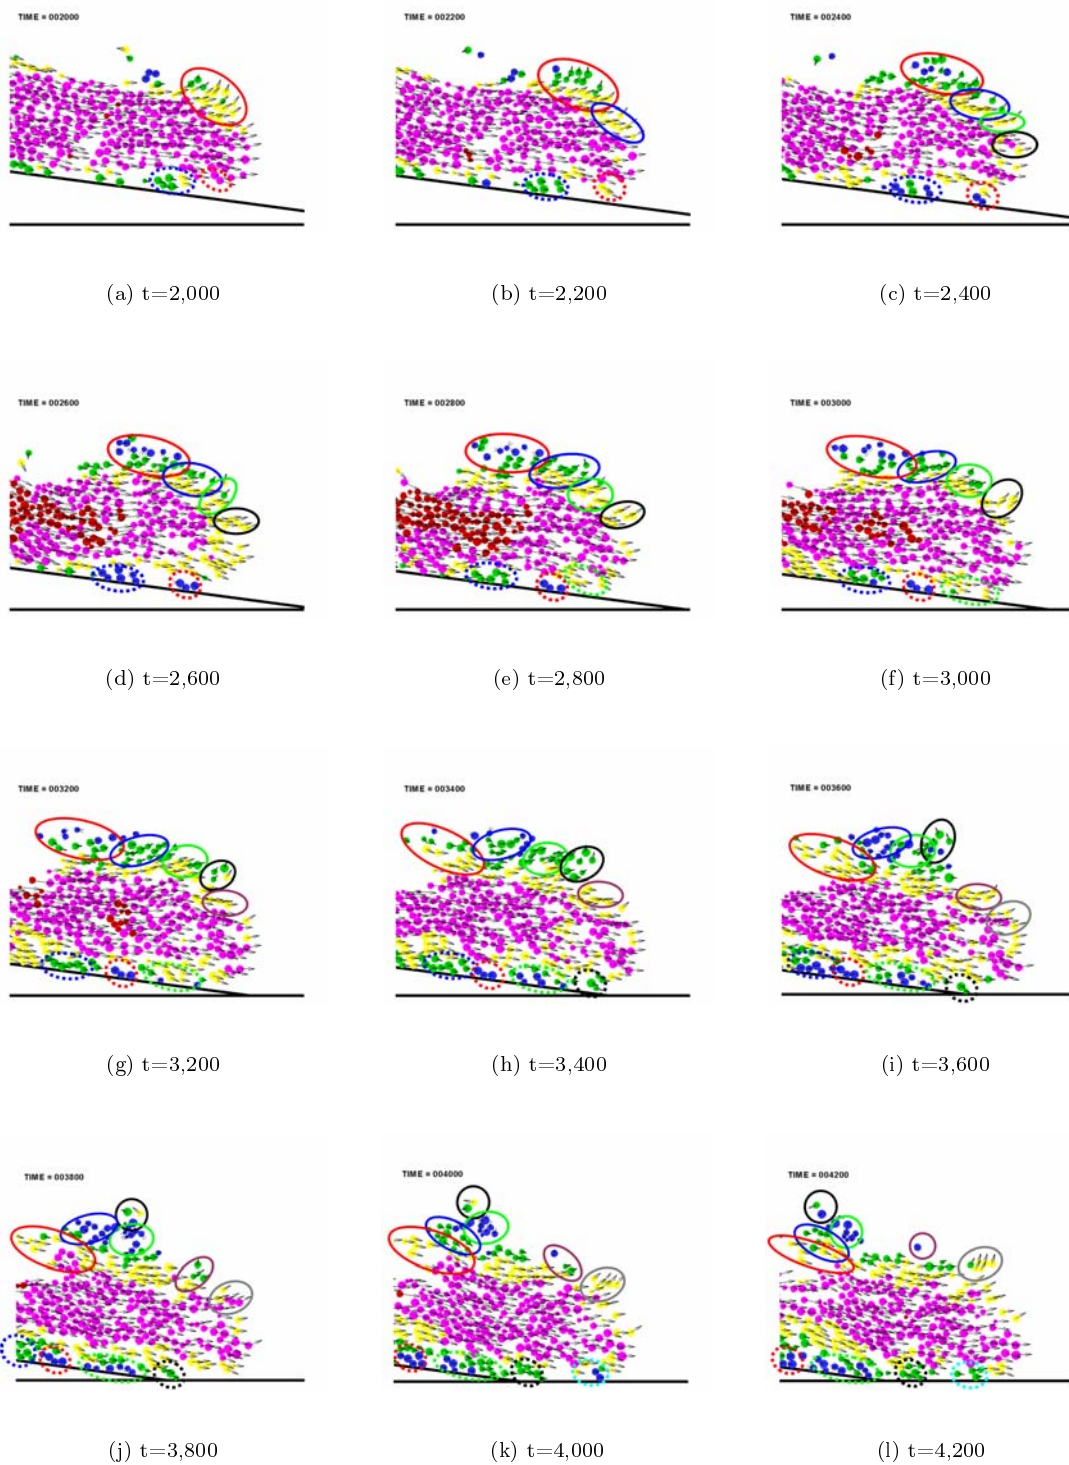 TIME = 002000
TIME = 002200
TIME = 002400
(a) t=2,000
(b) t=2,200
(c) t=2,400
TIME = 002600
TIME = 002800
TIME = 003000
(d) t=2,600
(e) t=2,800
(f) t=3,000
TIME = 003200
TIME = 003400
TIME = 003600
(g) t=3,200
(h) t=3,400
(i) t=3,600
TIME = 003800
TIME = 004000
TIME = 004200
(j) t=3,800
(k) t=4,000
(l) t=4,200